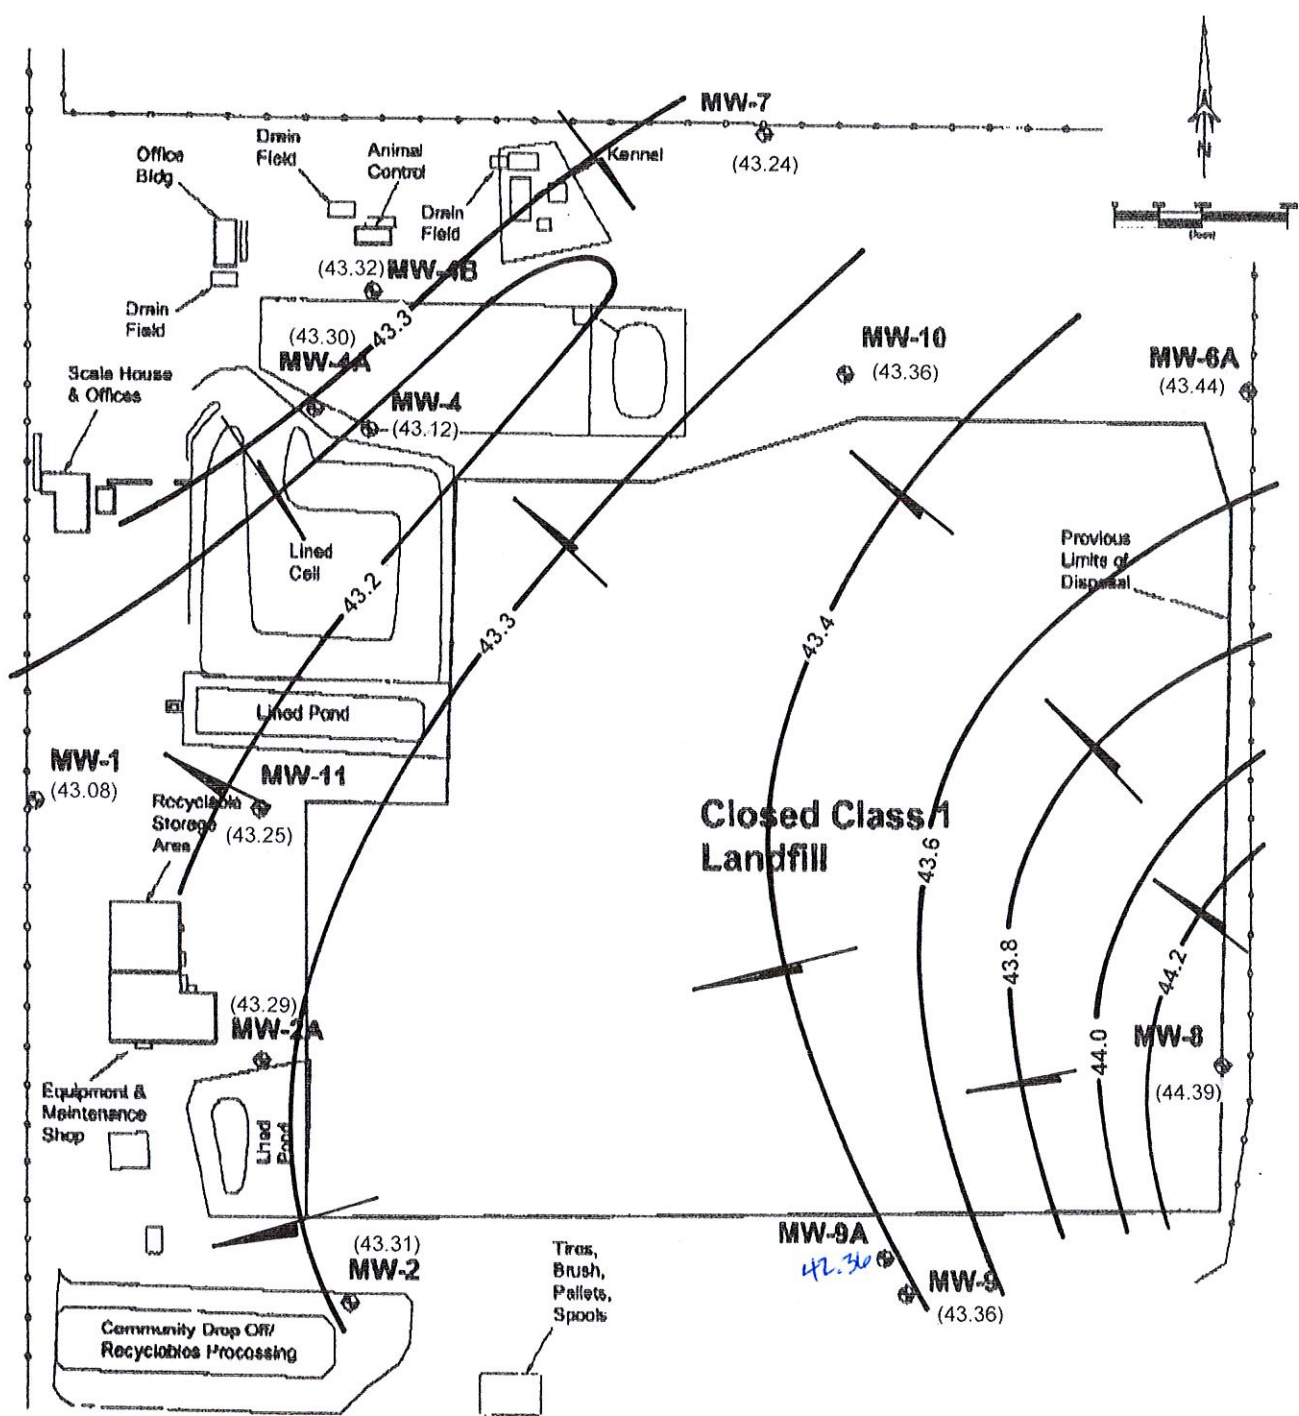 MW-7
(43.24)
Drain
Field
Animal
Control
Office
Bldg
Kennel
Drain
Field
(43.32) MW-4B
Drain
Field
43.3
(43.30)
MW-4A
MW-10
(43.36)
MW-6A
(43.44)
Scale House
& Offices
MW-4
(43.12)
N
(feet)
Lined
Cell
Previous
Limits of
Disposal
43.2
43.3
43.4
Lined Pond
MW-1
(43.08)
MW-11
(43.25)
Recyclable
Storage
Area
Closed Class 1
Landfill
43.6
43.8
44.0
44.2
(43.29)
MW-2A
MW-8
(44.39)
Equipment &
Maintenance
Shop
Lined
Pond
(43.31)
MW-2
Tires,
Brush,
Pallets,
Spools
MW-9A
42.36
MW-9
(43.36)
Community Drop Off/
Recyclables Processing